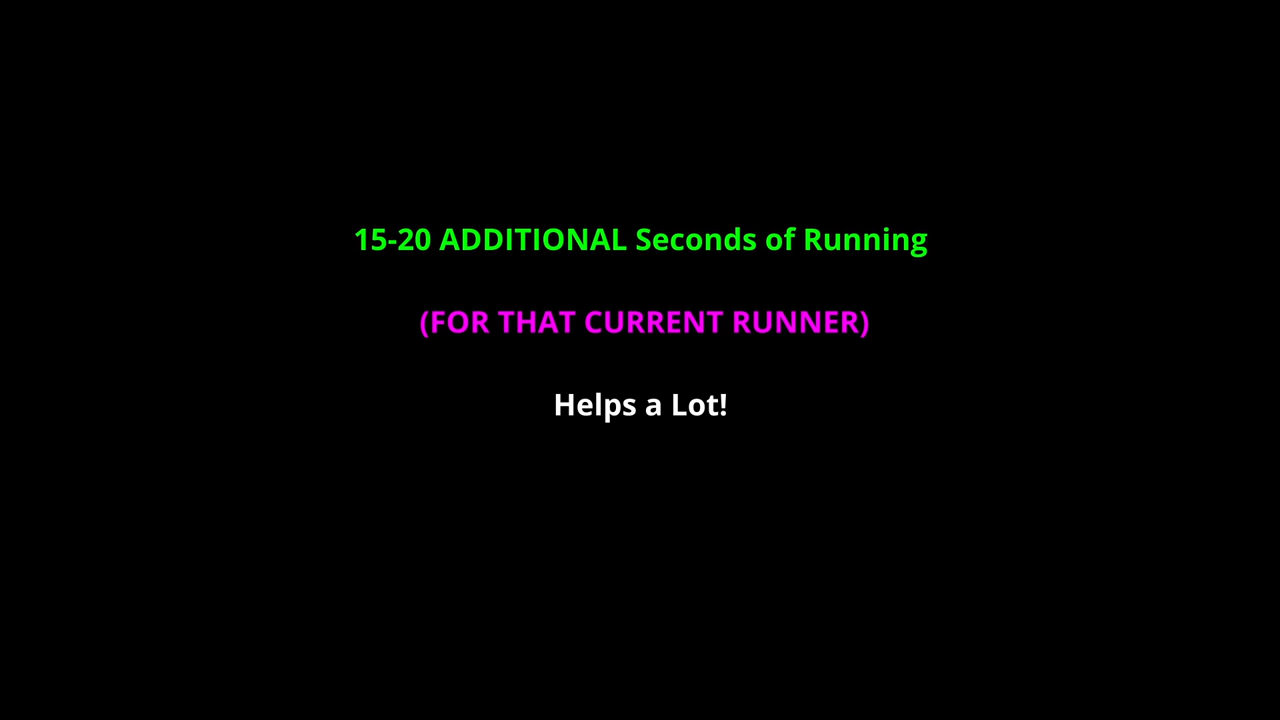 15-20 ADDITIONAL Seconds of Running
(FOR THAT CURRENT RUNNER)
Helps a Lot!